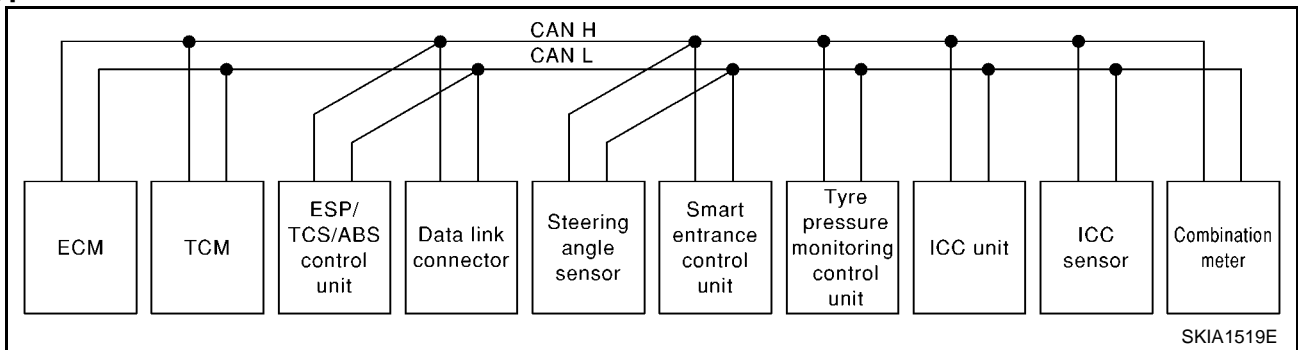 CAN H
CAN L
ECM
TCM
ESP/
TCS/ABS
control
unit
Data link
connector
Steering
angle
sensor
Smart
entrance
control
unit
Tyre
pressure
monitoring
control
unit
ICC unit
ICC
sensor
Combination
meter
SKIA1519E